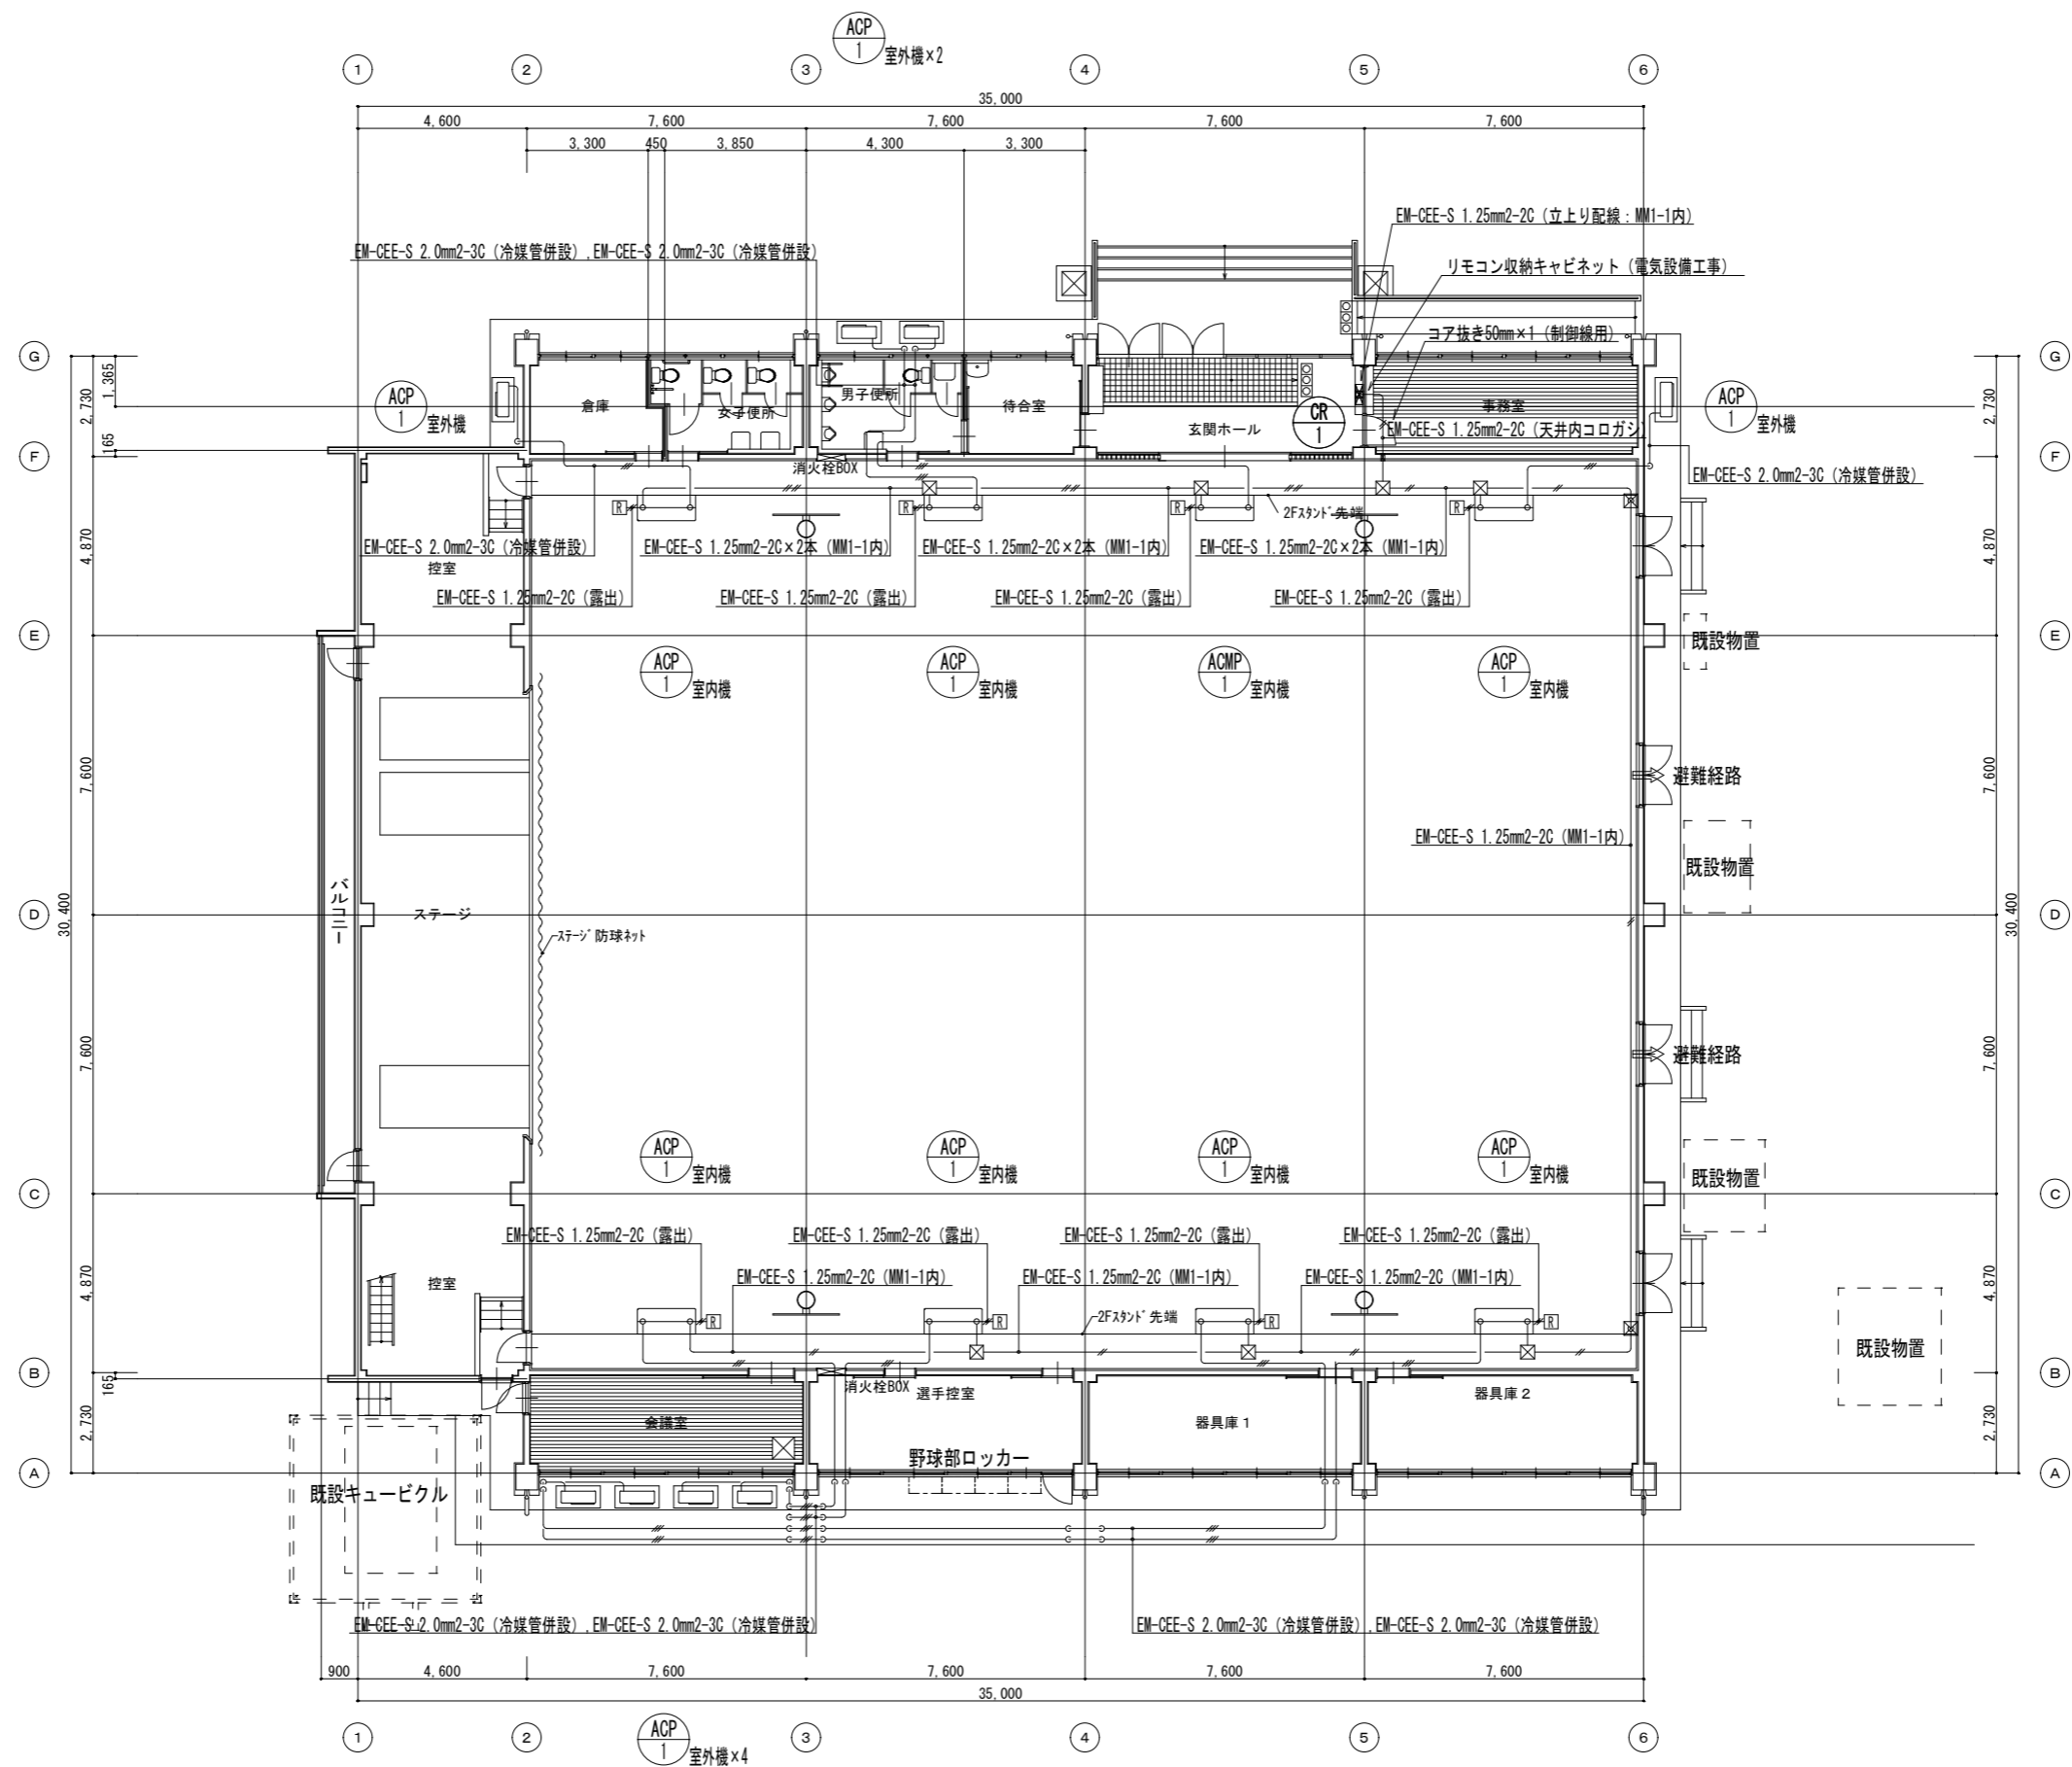 ACP
1
室外機×2
1
2
3
4
5
6
35,000
4,600
7,600
7,600
7,600
7,600
3,300
450
3,850
4,300
3,300
EM-CEE-S 1.25mm2-2C (立上り配線:MM1-1内)
EM-CEE-S 2.0mm2-3C (冷媒管併設) ,EM-CEE-S 2.0mm2-3C (冷媒管併設)
リモコン収納キャビネット (電気設備工事)
コア抜き50mm×1 (制御線用)
G
G
1,365
2,730
165
2,730
ACP
1
室外機
倉庫
女子便所
男子便所
待合室
玄関ホール
CR
1
事務室
ACP
1
室外機
EM-CEE-S 1.25mm2-2C (天井内コロガシ)
F
F
消火栓BOX
EM-CEE-S 2.0mm2-3C (冷媒管併設)
R
R
R
R
2Fスタンド先端
EM-CEE-S 2.0mm2-3C (冷媒管併設)
EM-CEE-S 1.25mm2-2C×2本 (MM1-1内)
EM-CEE-S 1.25mm2-2C×2本 (MM1-1内)
EM-CEE-S 1.25mm2-2C×2本 (MM1-1内)
控室
4,870
4,870
EM-CEE-S 1.25mm2-2C (露出)
EM-CEE-S 1.25mm2-2C (露出)
EM-CEE-S 1.25mm2-2C (露出)
EM-CEE-S 1.25mm2-2C (露出)
E
E
既設物置
ACP
1
室内機
ACP
1
室内機
ACMP
1
室内機
ACP
1
室内機
7,600
避難経路
7,600
EM-CEE-S 1.25mm2-2C (MM1-1内)
既設物置
バルコニー
ステージ
D
D
30,400
30,400
ステージ防球ネット
7,600
避難経路
7,600
ACP
1
室内機
ACP
1
室内機
ACP
1
室内機
ACP
1
室内機
既設物置
C
C
EM-CEE-S 1.25mm2-2C (露出)
EM-CEE-S 1.25mm2-2C (露出)
EM-CEE-S 1.25mm2-2C (露出)
EM-CEE-S 1.25mm2-2C (露出)
EM-CEE-S 1.25mm2-2C (MM1-1内)
EM-CEE-S 1.25mm2-2C (MM1-1内)
EM-CEE-S 1.25mm2-2C (MM1-1内)
4,870
控室
4,870
R
R
R
R
2Fスタンド先端
既設物置
B
B
165
消火栓BOX
選手控室
器具庫2
2,730
会議室
器具庫1
2,730
野球部ロッカー
A
A
既設キュービクル
EM-CEE-S 2.0mm2-3C (冷媒管併設) ,EM-CEE-S 2.0mm2-3C (冷媒管併設)
EM-CEE-S 2.0mm2-3C (冷媒管併設) ,EM-CEE-S 2.0mm2-3C (冷媒管併設)
900
4,600
7,600
7,600
7,600
7,600
35,000
1
2
3
4
5
6
ACP
1
室外機×4